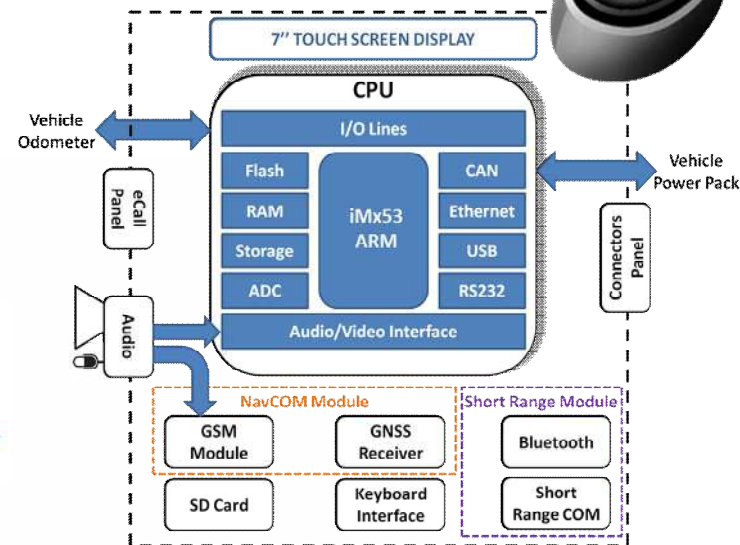 7’’ TOUCH SCREEN DISPLAY
CPU
Vehicle
Odometer
I/O Lines
Flash
CAN
Vehicle
Power Pack
eCall
Panel
RAM
iMx53
ARM
Ethernet
Storage
USB
Connectors
Panel
ADC
RS232
Audio
Audio/Video Interface
NavCOM Module
Short Range Module
GSM
Module
GNSS
Receiver
Bluetooth
SD Card
Keyboard
Interface
Short
Range COM